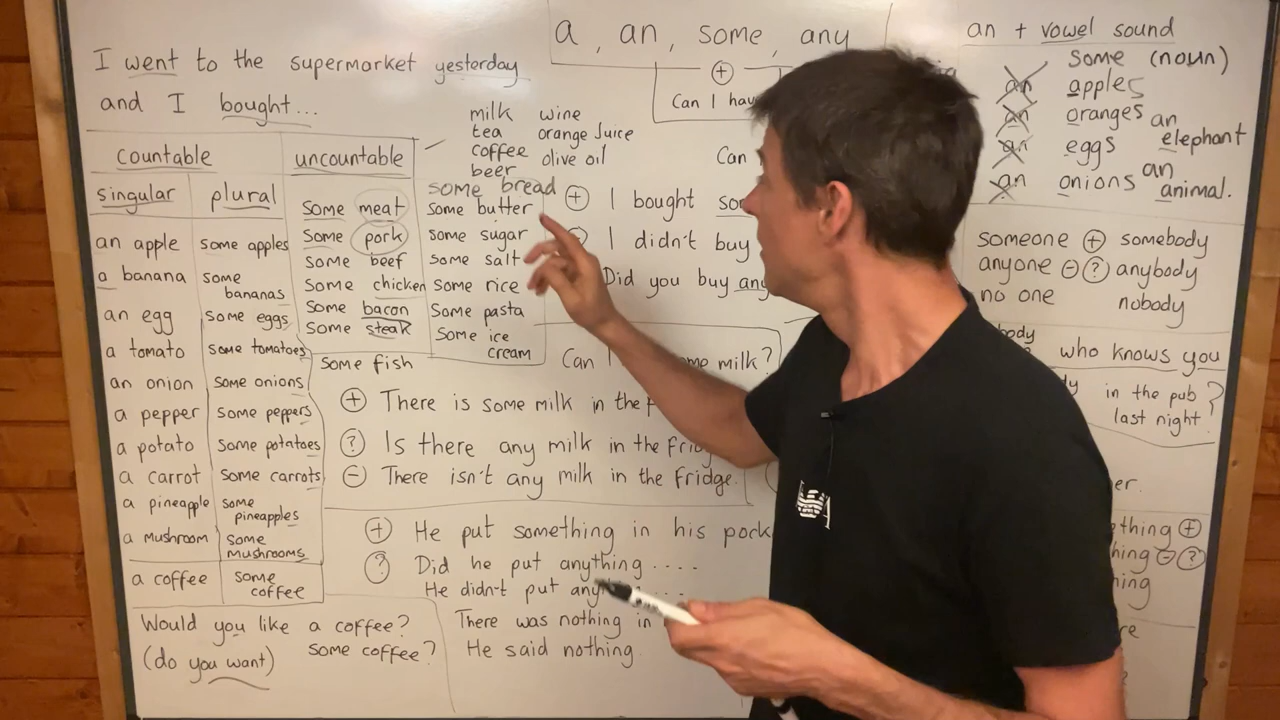 a, an, some, any
I went to the supermarket yesterday
and I bought...
countable
uncountable
singular
plural
an apple some apples
a banana some bananas
an egg some eggs
a tomato some tomatoes
an onion some onions
a pepper some peppers
a potato some potatoes
a carrot some carrots
a pineapple some pineapples
a mushroom some mushrooms
a coffee some coffee
Would you like a coffee?
(do you want) some coffee?
some meat
some pork
some beef
some chicken
some bacon
some steak
some fish
milk wine
tea orange Juice
coffee olive oil
beer
some bread
some butter
some sugar
some salt
some rice
some pasta
some ice
cream
+
Can I
Can
+ I bought
I didn't buy
Did you buy any
Can I milk?
+ There is some milk in the
? Is there any milk in the
- There isn't any milk in the fridge.
+ He put something in his
? Did he put anything ....
He didn't put
There was nothing in
He said nothing.
an + vowel sound
some (noun)
an apples
an oranges
an eggs
an onions
an elephant
an animal.
someone + somebody
anyone - ? anybody
no one nobody
who knows you
in the pub
last night?
+
- ?